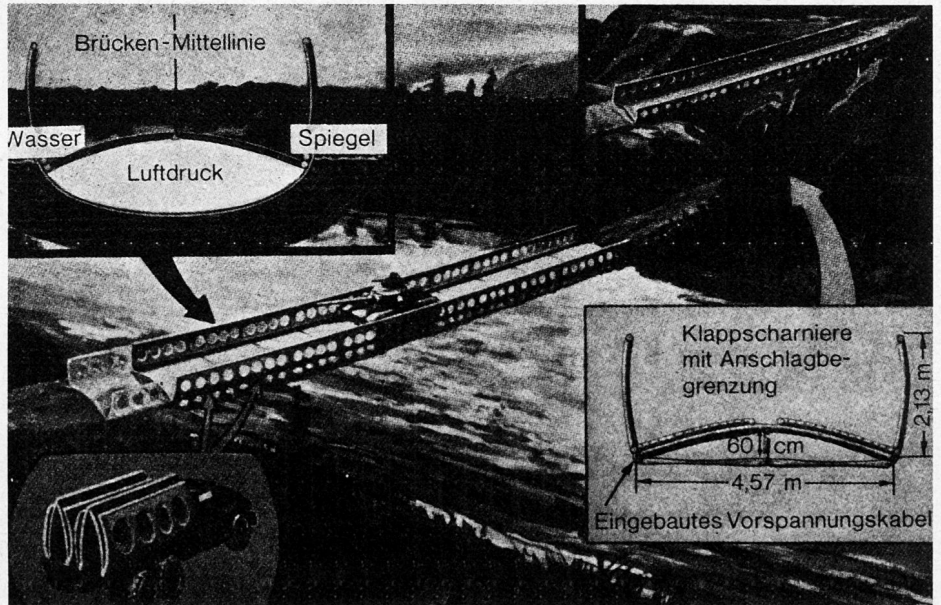 Brücken-Mittellinie
Wasser
Spiegel
Luftdruck
Klappscharniere
mit Anschlagbe-
grenzung
2,13 m
60 cm
4,57 m
Eingebautes Vorspannungskabel